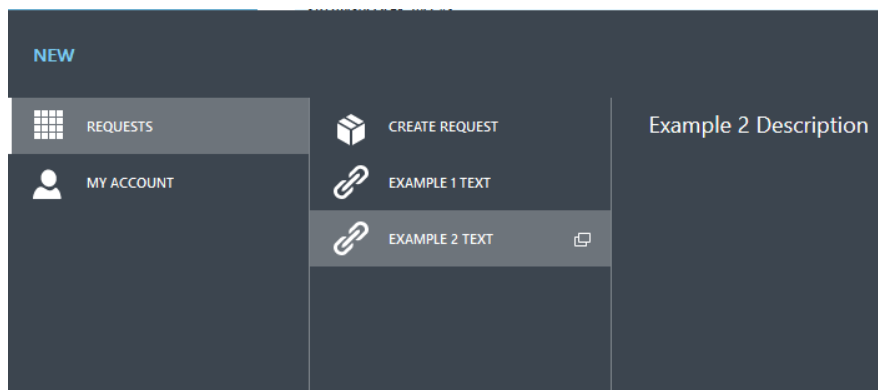 NEW
REQUESTS
MY ACCOUNT
CREATE REQUEST
EXAMPLE 1 TEXT
EXAMPLE 2 TEXT
Example 2 Description